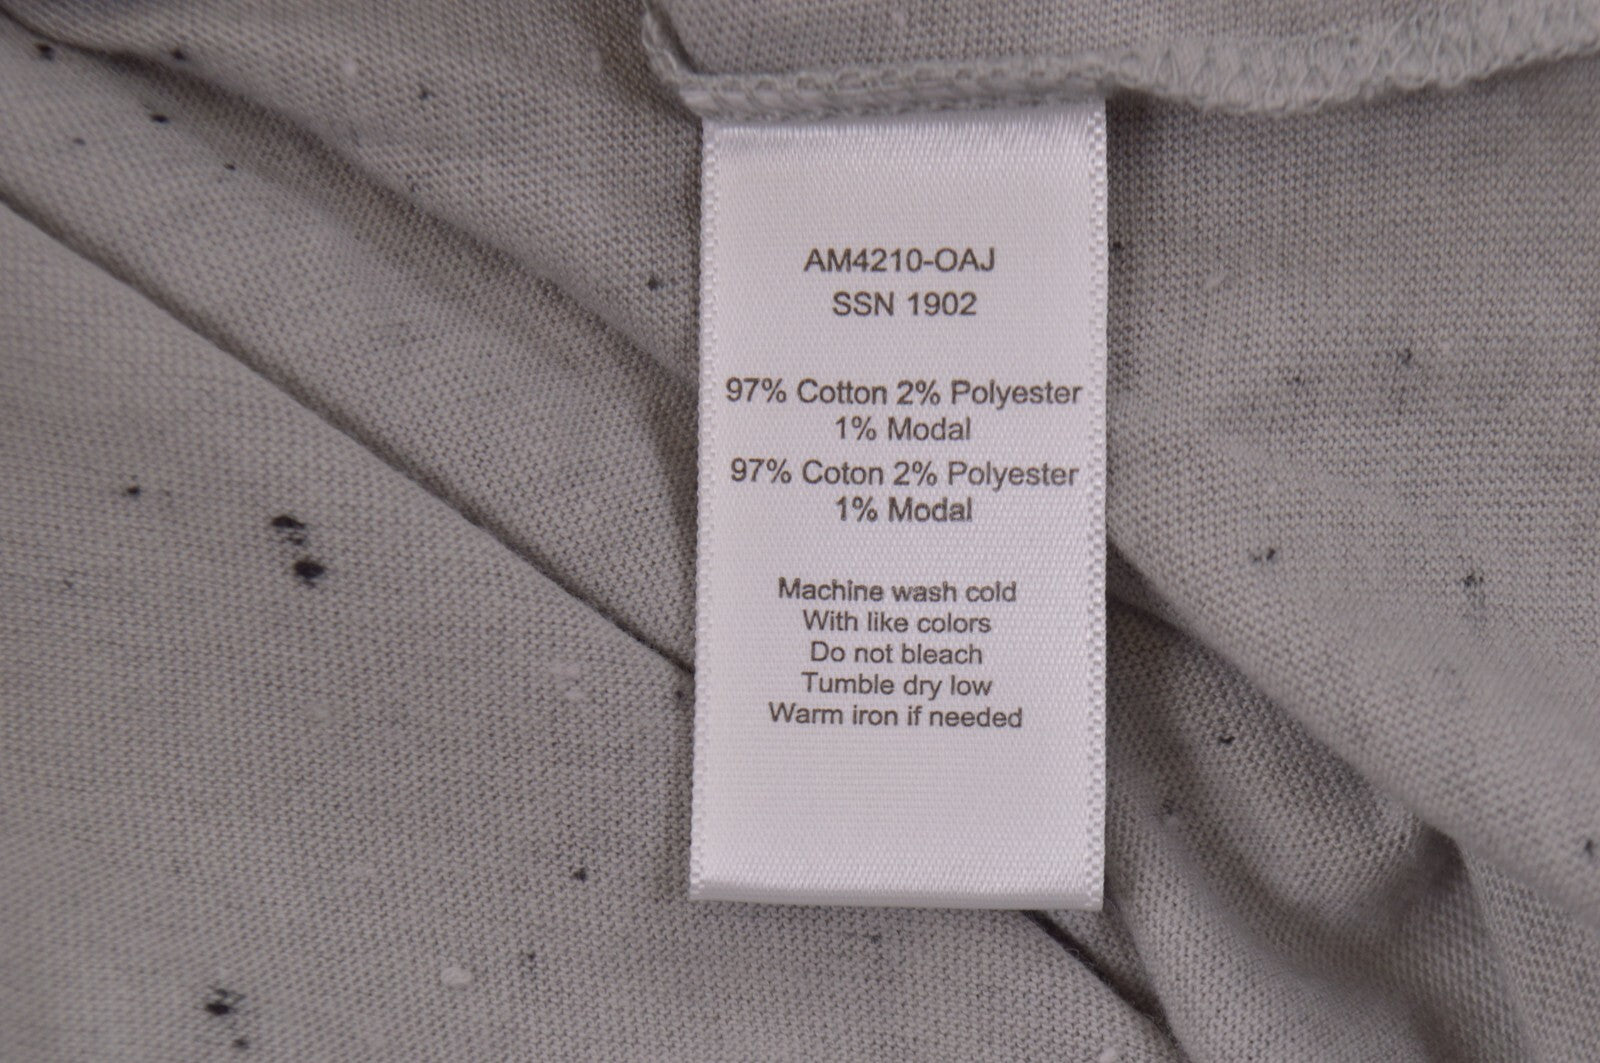 AM4210-OAJ
SSN 1902
97% Cotton 2% Polyester
1% Modal
97% Coton 2% Polyester
1% Modal
Machine wash cold
With like colors
Do not bleach
Tumble dry low
Warm iron if needed